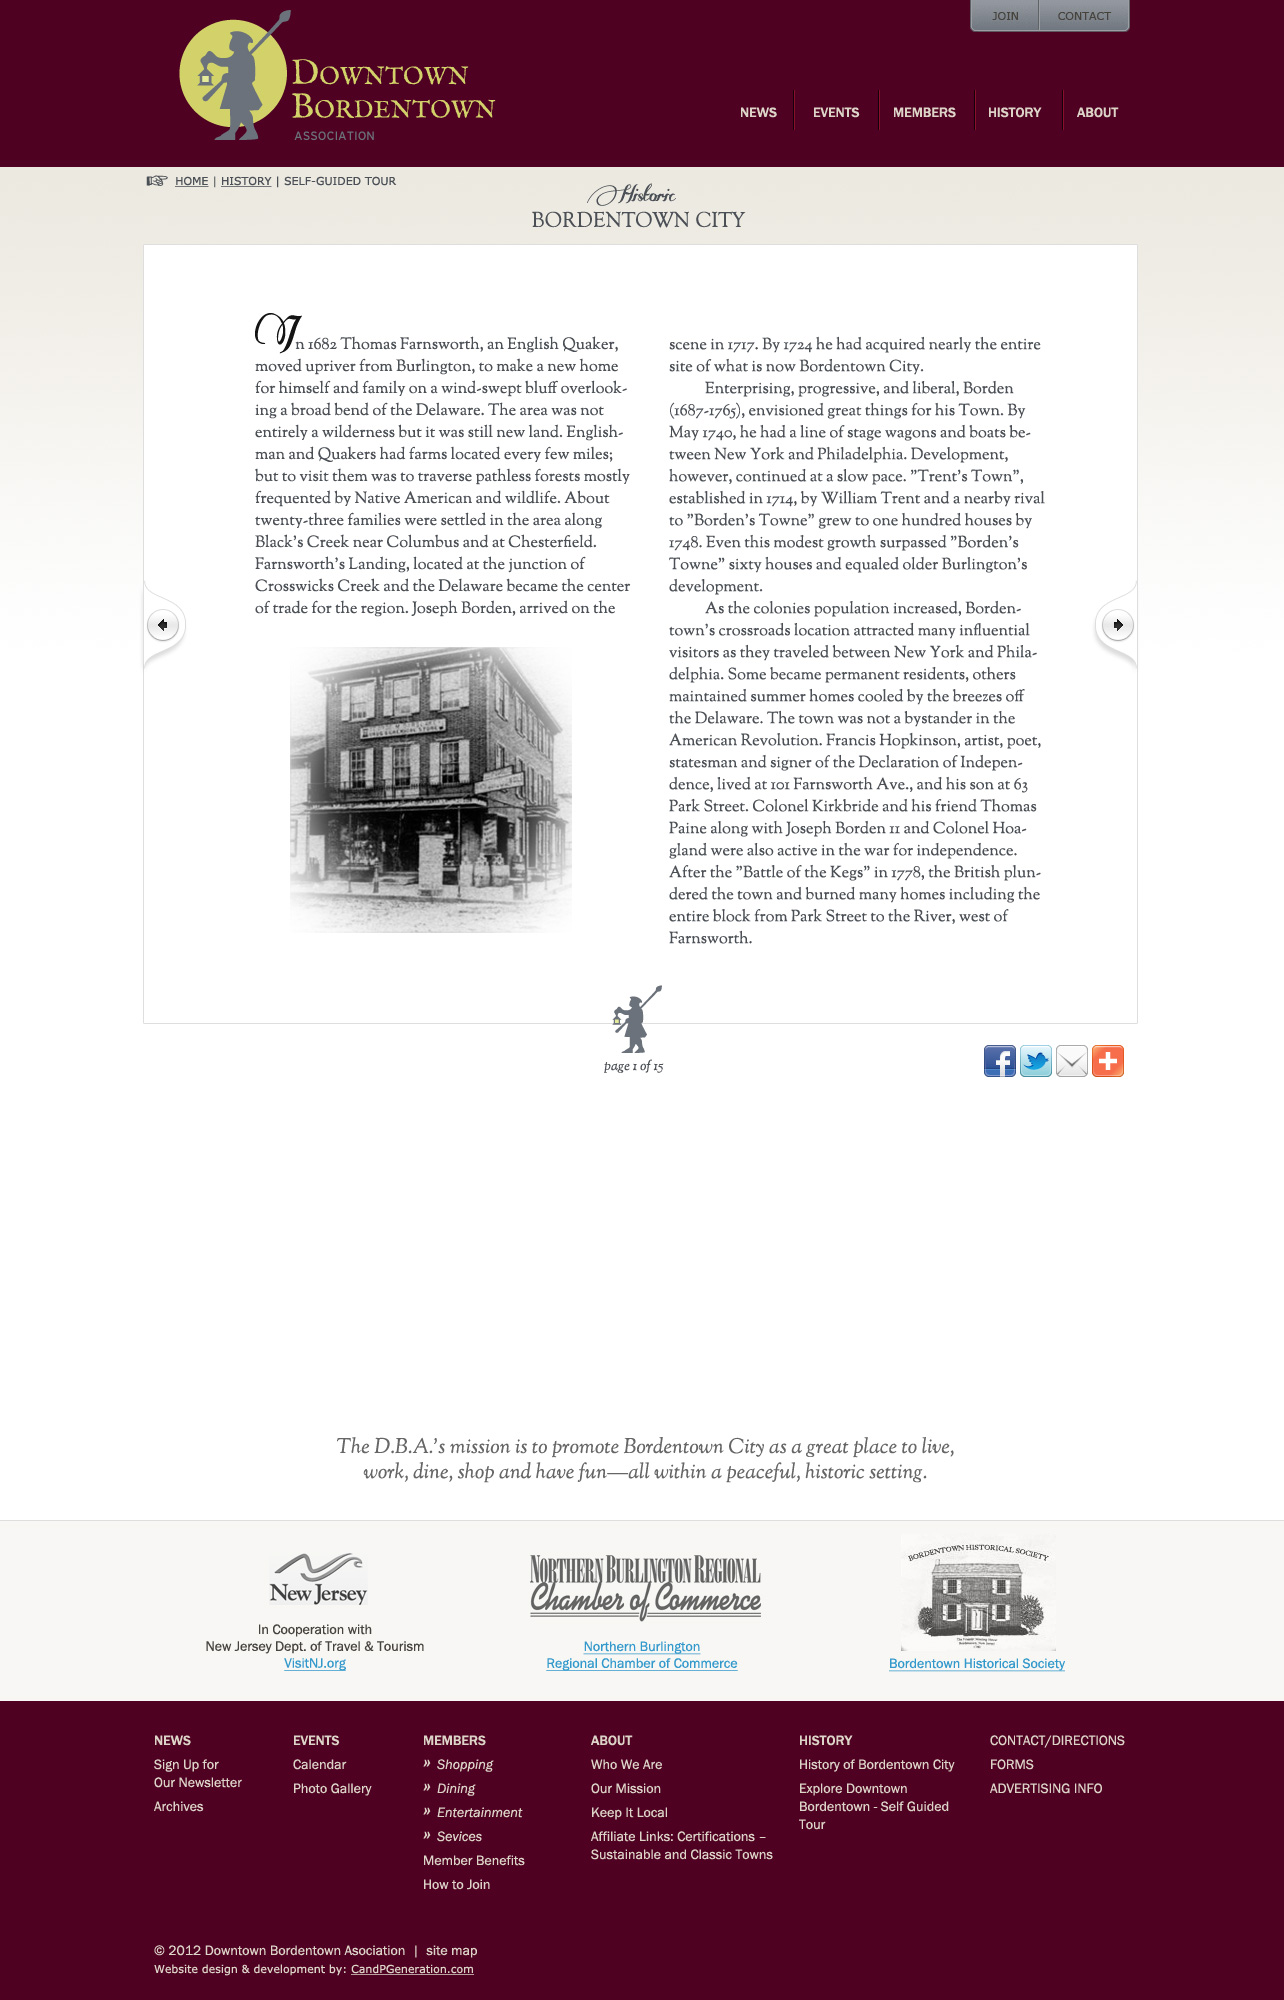 JOIN
CONTACT
DOWNTOWN
BORDENTOWN
ASSOCIATION
NEWS
EVENTS
MEMBERS
HISTORY
ABOUT
HOME | HISTORY | SELF-GUIDED TOUR
Historic
BORDENTOWN CITY
In 1682 Thomas Farnsworth, an English Quaker,
moved upriver from Burlington, to make a new home
for himself and family on a wind-swept bluff overlook-
ing a broad bend of the Delaware. The area was not
entirely a wilderness but it was still new land. English-
man and Quakers had farms located every few miles;
but to visit them was to traverse pathless forests mostly
frequented by Native American and wildlife. About
twenty-three families were settled in the area along
Black's Creek near Columbus and at Chesterfield.
Farnsworth's Landing, located at the junction of
Crosswicks Creek and the Delaware became the center
of trade for the region. Joseph Borden, arrived on the
scene in 1717. By 1724 he had acquired nearly the entire
site of what is now Bordentown City.
Enterprising, progressive, and liberal, Borden
(1687-1765), envisioned great things for his Town. By
May 1740, he had a line of stage wagons and boats be-
tween New York and Philadelphia. Development,
however, continued at a slow pace. "Trent's Town",
established in 1714, by William Trent and a nearby rival
to "Borden's Towne" grew to one hundred houses by
1748. Even this modest growth surpassed "Borden's
Towne" sixty houses and equaled older Burlington's
development.
As the colonies population increased, Borden-
town's crossroads location attracted many influential
visitors as they traveled between New York and Phila-
delphia. Some became permanent residents, others
maintained summer homes cooled by the breezes off
the Delaware. The town was not a bystander in the
American Revolution. Francis Hopkinson, artist, poet,
statesman and signer of the Declaration of Indepen-
dence, lived at 101 Farnsworth Ave., and his son at 63
Park Street. Colonel Kirkbride and his friend Thomas
Paine along with Joseph Borden II and Colonel Hoa-
gland were also active in the war for independence.
After the "Battle of the Kegs" in 1778, the British plun-
dered the town and burned many homes including the
entire block from Park Street to the River, west of
Farnsworth.
page 1 of 15
The D.B.A.'s mission is to promote Bordentown City as a great place to live,
work, dine, shop and have fun—all within a peaceful, historic setting.
New Jersey
In Cooperation with
New Jersey Dept. of Travel & Tourism
VisitNJ.org
NORTHERN BURLINGTON REGIONAL
Chamber of Commerce
Northern Burlington
Regional Chamber of Commerce
BORDENTOWN HISTORICAL SOCIETY
Bordentown Historical Society
NEWS
Sign Up for
Our Newsletter
Archives
EVENTS
Calendar
Photo Gallery
MEMBERS
» Shopping
» Dining
» Entertainment
» Sevices
Member Benefits
How to Join
ABOUT
Who We Are
Our Mission
Keep It Local
Affiliate Links: Certifications –
Sustainable and Classic Towns
HISTORY
History of Bordentown City
Explore Downtown
Bordentown - Self Guided
Tour
CONTACT/DIRECTIONS
FORMS
ADVERTISING INFO
© 2012 Downtown Bordentown Asociation | site map
Website design & development by: CandPGeneration.com